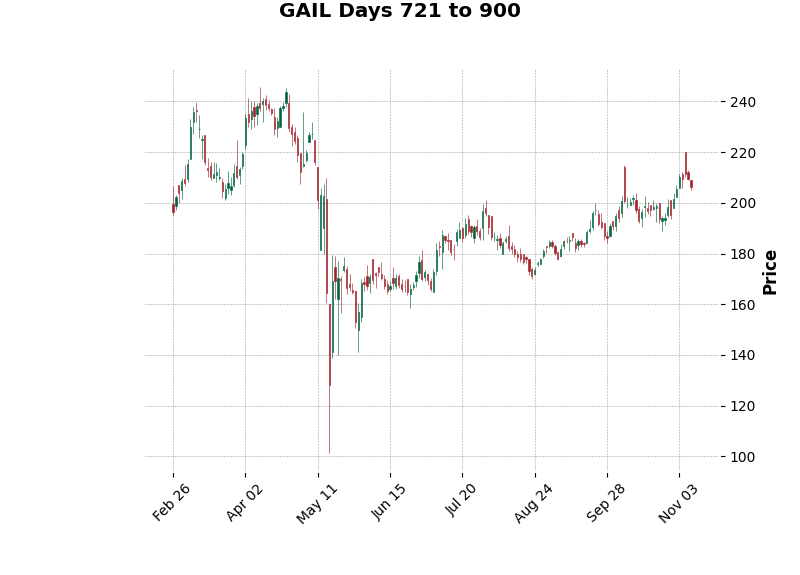 GAIL Days 721 to 900
240
220
200
180
160
140
120
100
Price
Feb 26
Apr 02
May 11
Jun 15
Jul 20
Aug 24
Sep 28
Nov 03